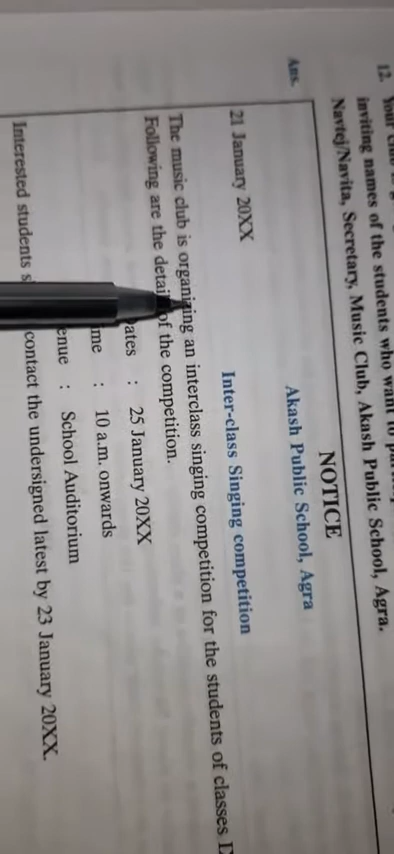 12. Your
inviting names of the students who want to
Navtej/Navita, Secretary, Music Club, Akash Public School, Agra.
Ans.
NOTICE
Akash Public School, Agra
21 January 20XX
Inter-class Singing competition
The music club is organizing an interclass singing competition for the students of classes
Following are the detai of the competition.
ates : 25 January 20XX
ime : 10 a.m. onwards
enue : School Auditorium
Interested students s contact the undersigned latest by 23 January 20XX.